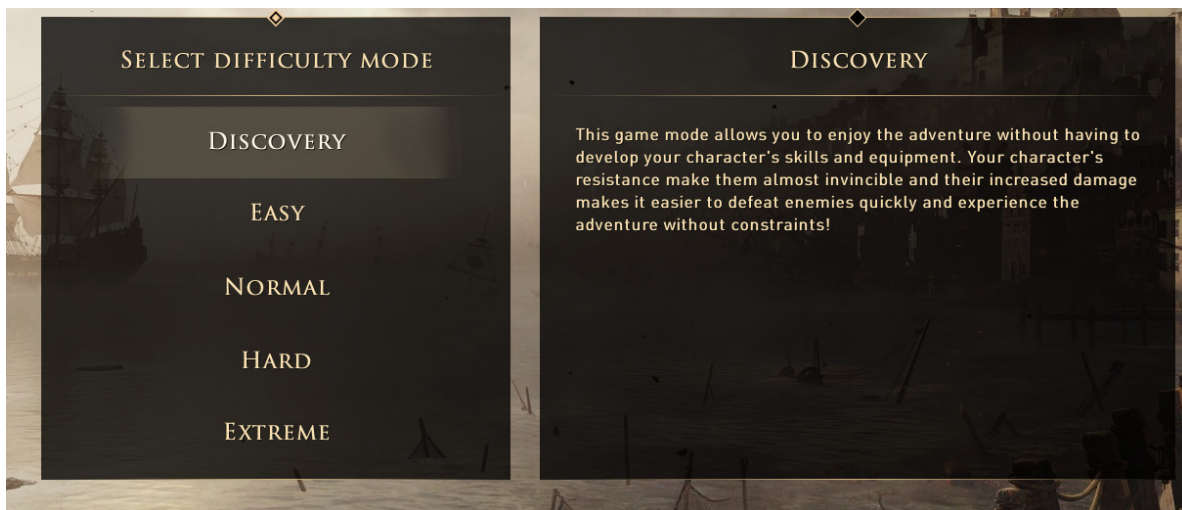 Select difficulty mode
Discovery
Easy
Normal
Hard
Extreme
Discovery
This game mode allows you to enjoy the adventure without having to
develop your character's skills and equipment. Your character's
resistance make them almost invincible and their increased damage
makes it easier to defeat enemies quickly and experience the
adventure without constraints!